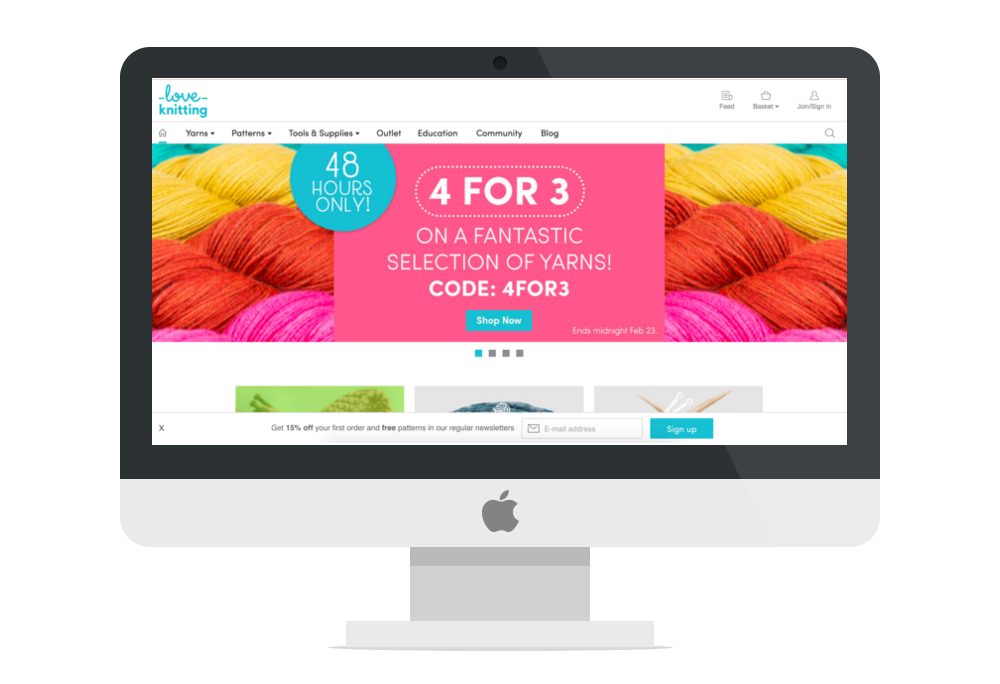 love
knitting
Feed
Basket
Join/Sign in
Yarns
Patterns
Tools & Supplies
Outlet
Education
Community
Blog
48
HOURS
ONLY!
4 FOR 3
ON A FANTASTIC
SELECTION OF YARNS!
CODE: 4FOR3
Shop Now
Ends midnight Feb 23.
X
Get 15% off your first order and free patterns in our regular newsletters
E-mail address
Sign up